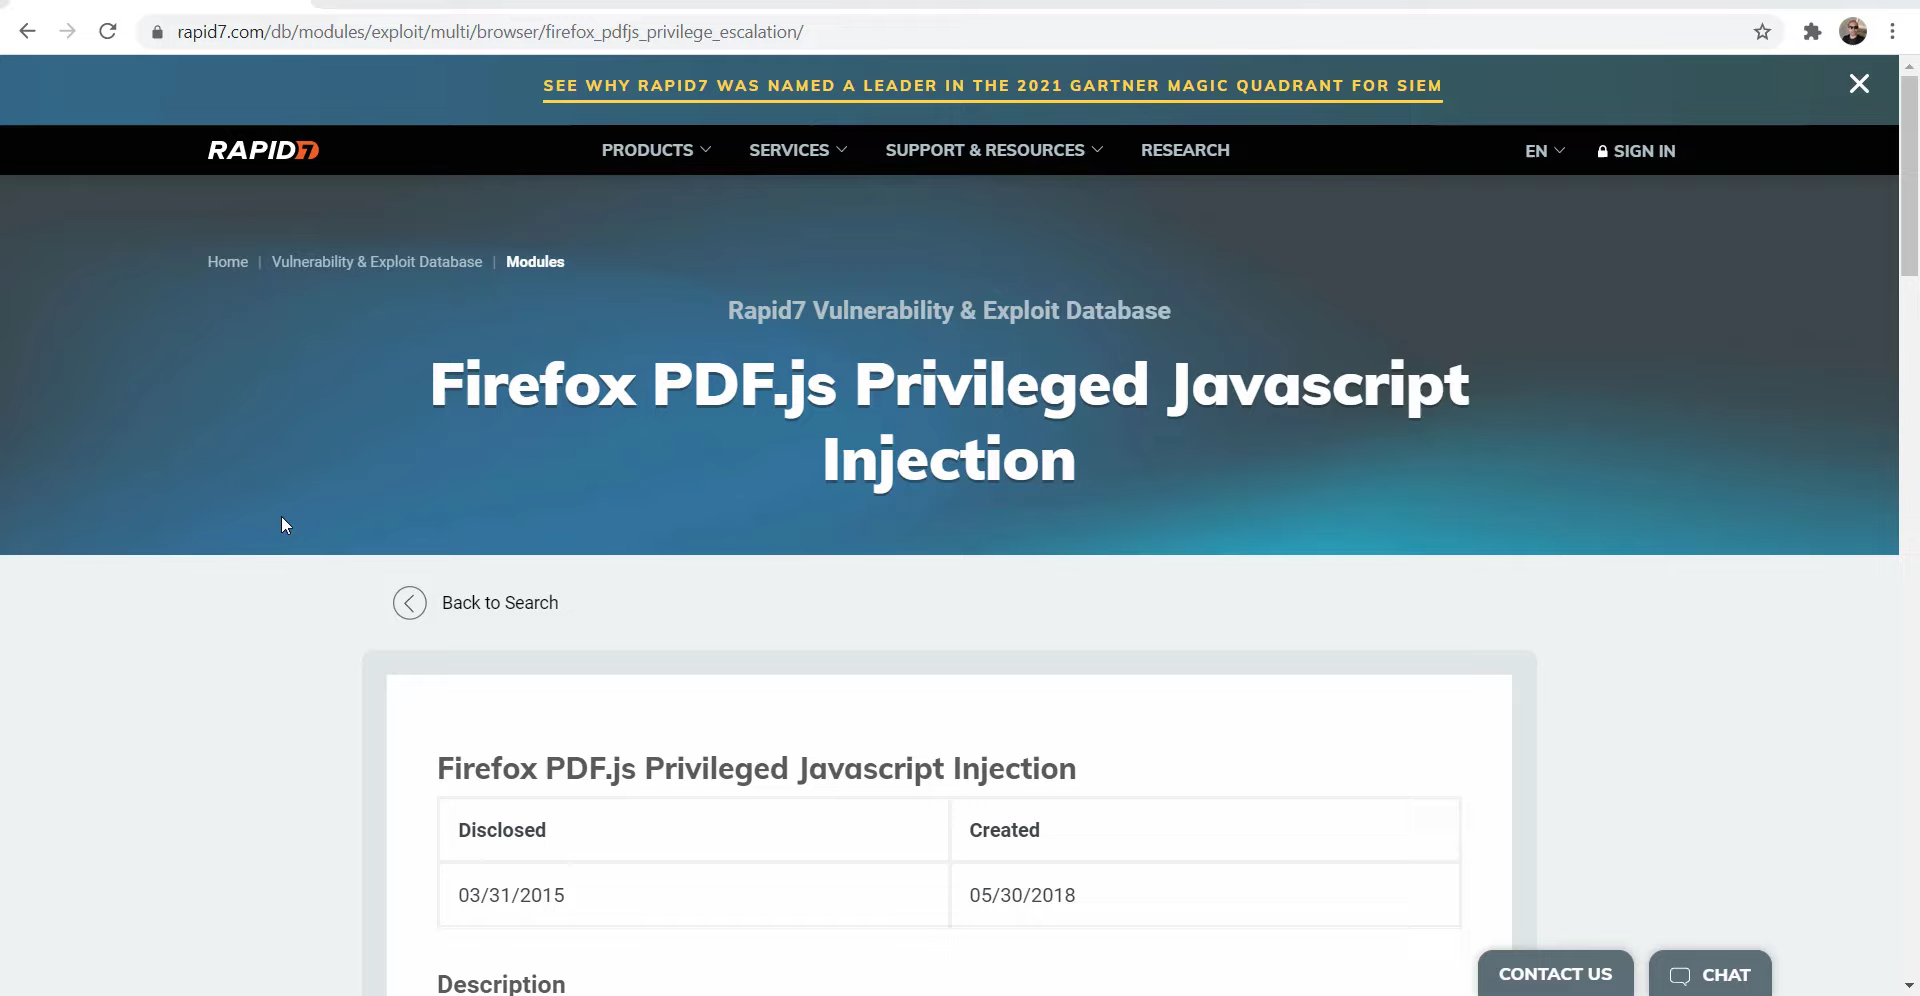 rapid7.com/db/modules/exploit/multi/browser/firefox_pdfjs_privilege_escalation/
SEE WHY RAPID7 WAS NAMED A LEADER IN THE 2021 GARTNER MAGIC QUADRANT FOR SIEM
RAPID7 PRODUCTS SERVICES SUPPORT & RESOURCES RESEARCH EN SIGN IN
Home | Vulnerability & Exploit Database | Modules
Rapid7 Vulnerability & Exploit Database
Firefox PDF.js Privileged Javascript
Injection
Back to Search
Firefox PDF.js Privileged Javascript Injection
Disclosed Created
03/31/2015 05/30/2018
Description
CONTACT US CHAT